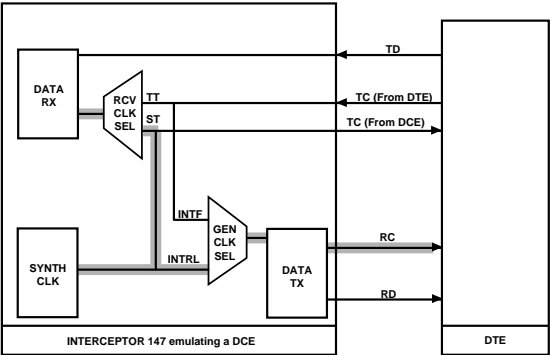 TD
DATA
RX
RCV
CLK
SEL
TT
TC (From DTE)
ST
TC (From DCE)
INTF
GEN
CLK
SEL
RC
SYNTH
CLK
INTRL
DATA
TX
RD
INTERCEPTOR 147 emulating a DCE
DTE